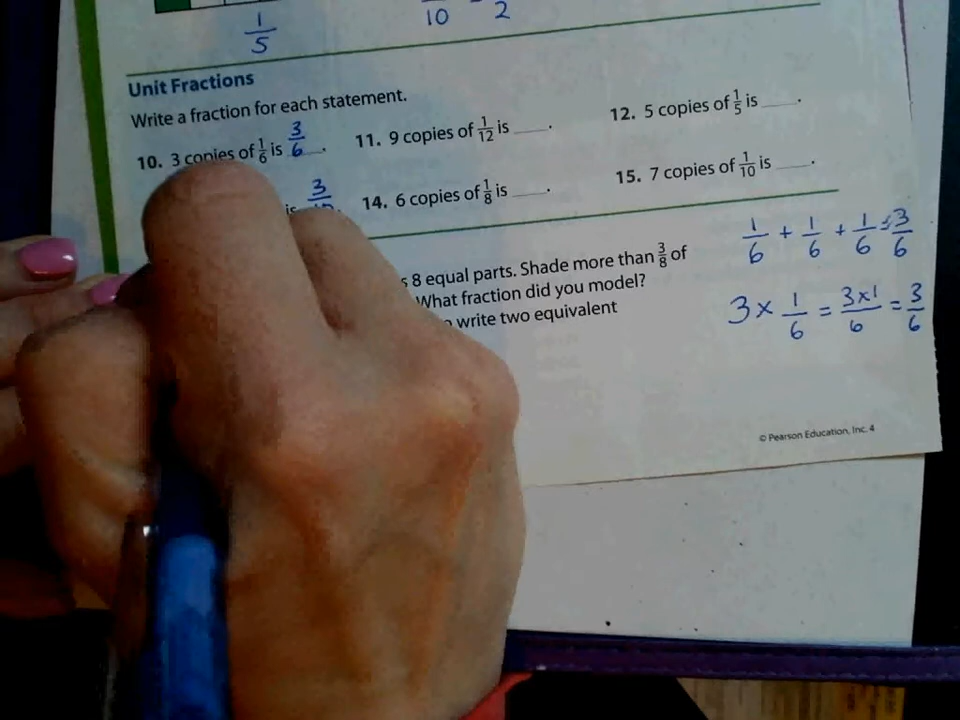 1/5
10 2
Unit Fractions
Write a fraction for each statement.
10. 3 copies of 1/6 is 3/6.
11. 9 copies of 1/12 is ____.
12. 5 copies of 1/5 is ____.
is 3/
14. 6 copies of 1/8 is ____.
15. 7 copies of 1/10 is ____.
8 equal parts. Shade more than 3/8 of
What fraction did you model?
write two equivalent
1/6 + 1/6 + 1/6 = 3/6
3 x 1/6 = 3x1/6 = 3/6
© Pearson Education, Inc. 4